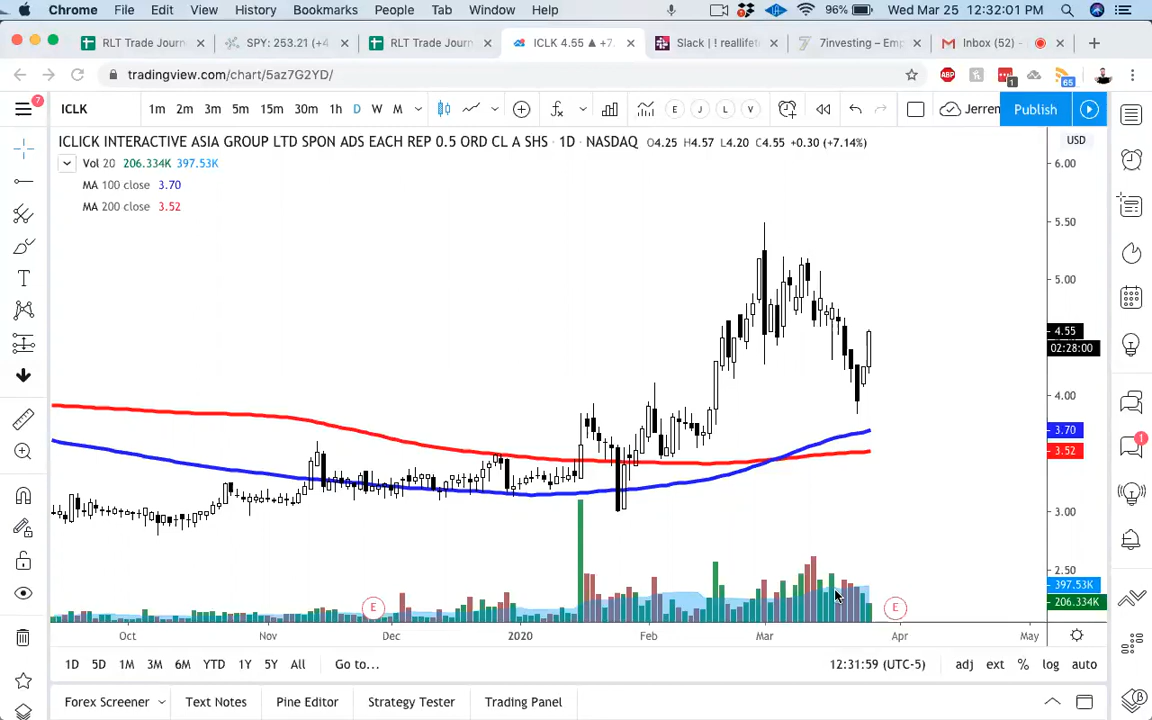 Chrome File Edit View History Bookmarks People Tab Window Help 96% Wed Mar 25 12:32:01 PM
RLT Trade Journ SPY: 253.21 (+4 RLT Trade Journ ICLK 4.55 ▲ +7. Slack | ! reallifet 7investing – Emp Inbox (52) –
tradingview.com/chart/5az7G2YD/ ABP 1 65
7 ICLK 1m 2m 3m 5m 15m 30m 1h D W M E J L V Jerren Publish
ICLICK INTERACTIVE ASIA GROUP LTD SPON ADS EACH REP 0.5 ORD CL A SHS · 1D · NASDAQ O4.25 H4.57 L4.20 C4.55 +0.30 (+7.14%) USD
Vol 20 206.334K 397.53K
MA 100 close 3.70
MA 200 close 3.52
6.00
5.50
5.00
4.55
02:28:00
4.00
3.70
3.52
3.00
2.50
397.53K
206.334K
E E
Oct Nov Dec 2020 Feb Mar Apr May
1D 5D 1M 3M 6M YTD 1Y 5Y All Go to... 12:31:59 (UTC-5) adj ext % log auto
Forex Screener Text Notes Pine Editor Strategy Tester Trading Panel
T
1